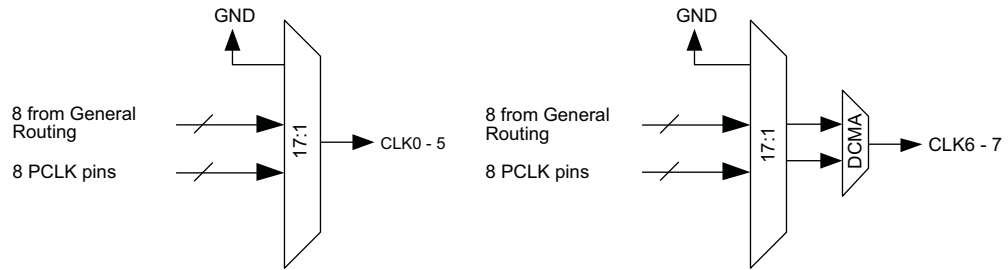 GND
8 from General
Routing
8 PCLK pins
17:1
CLK0 - 5
GND
8 from General
Routing
8 PCLK pins
17:1
DCMA
CLK6 - 7